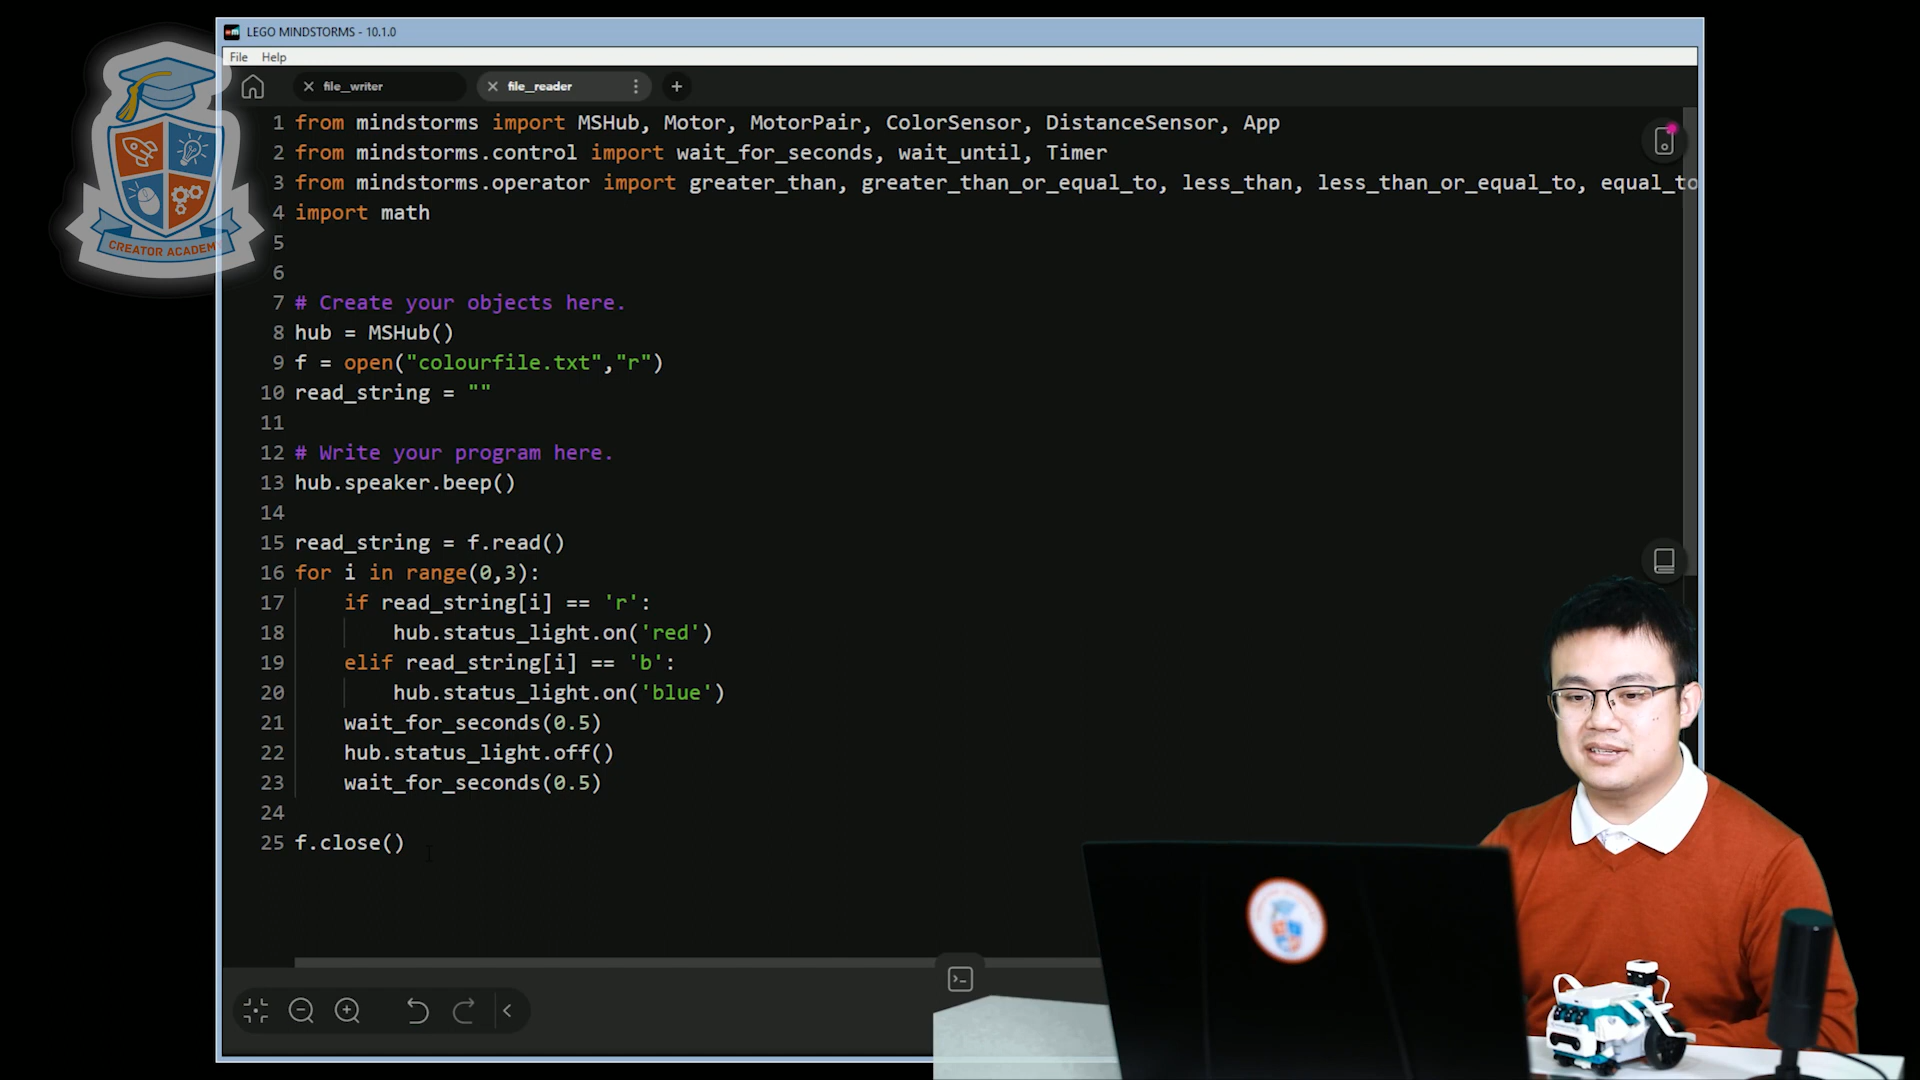 LEGO MINDSTORMS - 10.1.0
File Help
file_writer
file_reader
1 from mindstorms import MSHub, Motor, MotorPair, ColorSensor, DistanceSensor, App
2 from mindstorms.control import wait_for_seconds, wait_until, Timer
3 from mindstorms.operator import greater_than, greater_than_or_equal_to, less_than, less_than_or_equal_to, equal_to
4 import math
5
6
7 # Create your objects here.
8 hub = MSHub()
9 f = open("colourfile.txt","r")
10 read_string = ""
11
12 # Write your program here.
13 hub.speaker.beep()
14
15 read_string = f.read()
16 for i in range(0,3):
17 if read_string[i] == 'r':
18 hub.status_light.on('red')
19 elif read_string[i] == 'b':
20 hub.status_light.on('blue')
21 wait_for_seconds(0.5)
22 hub.status_light.off()
23 wait_for_seconds(0.5)
24
25 f.close()
CREATOR ACADEMY